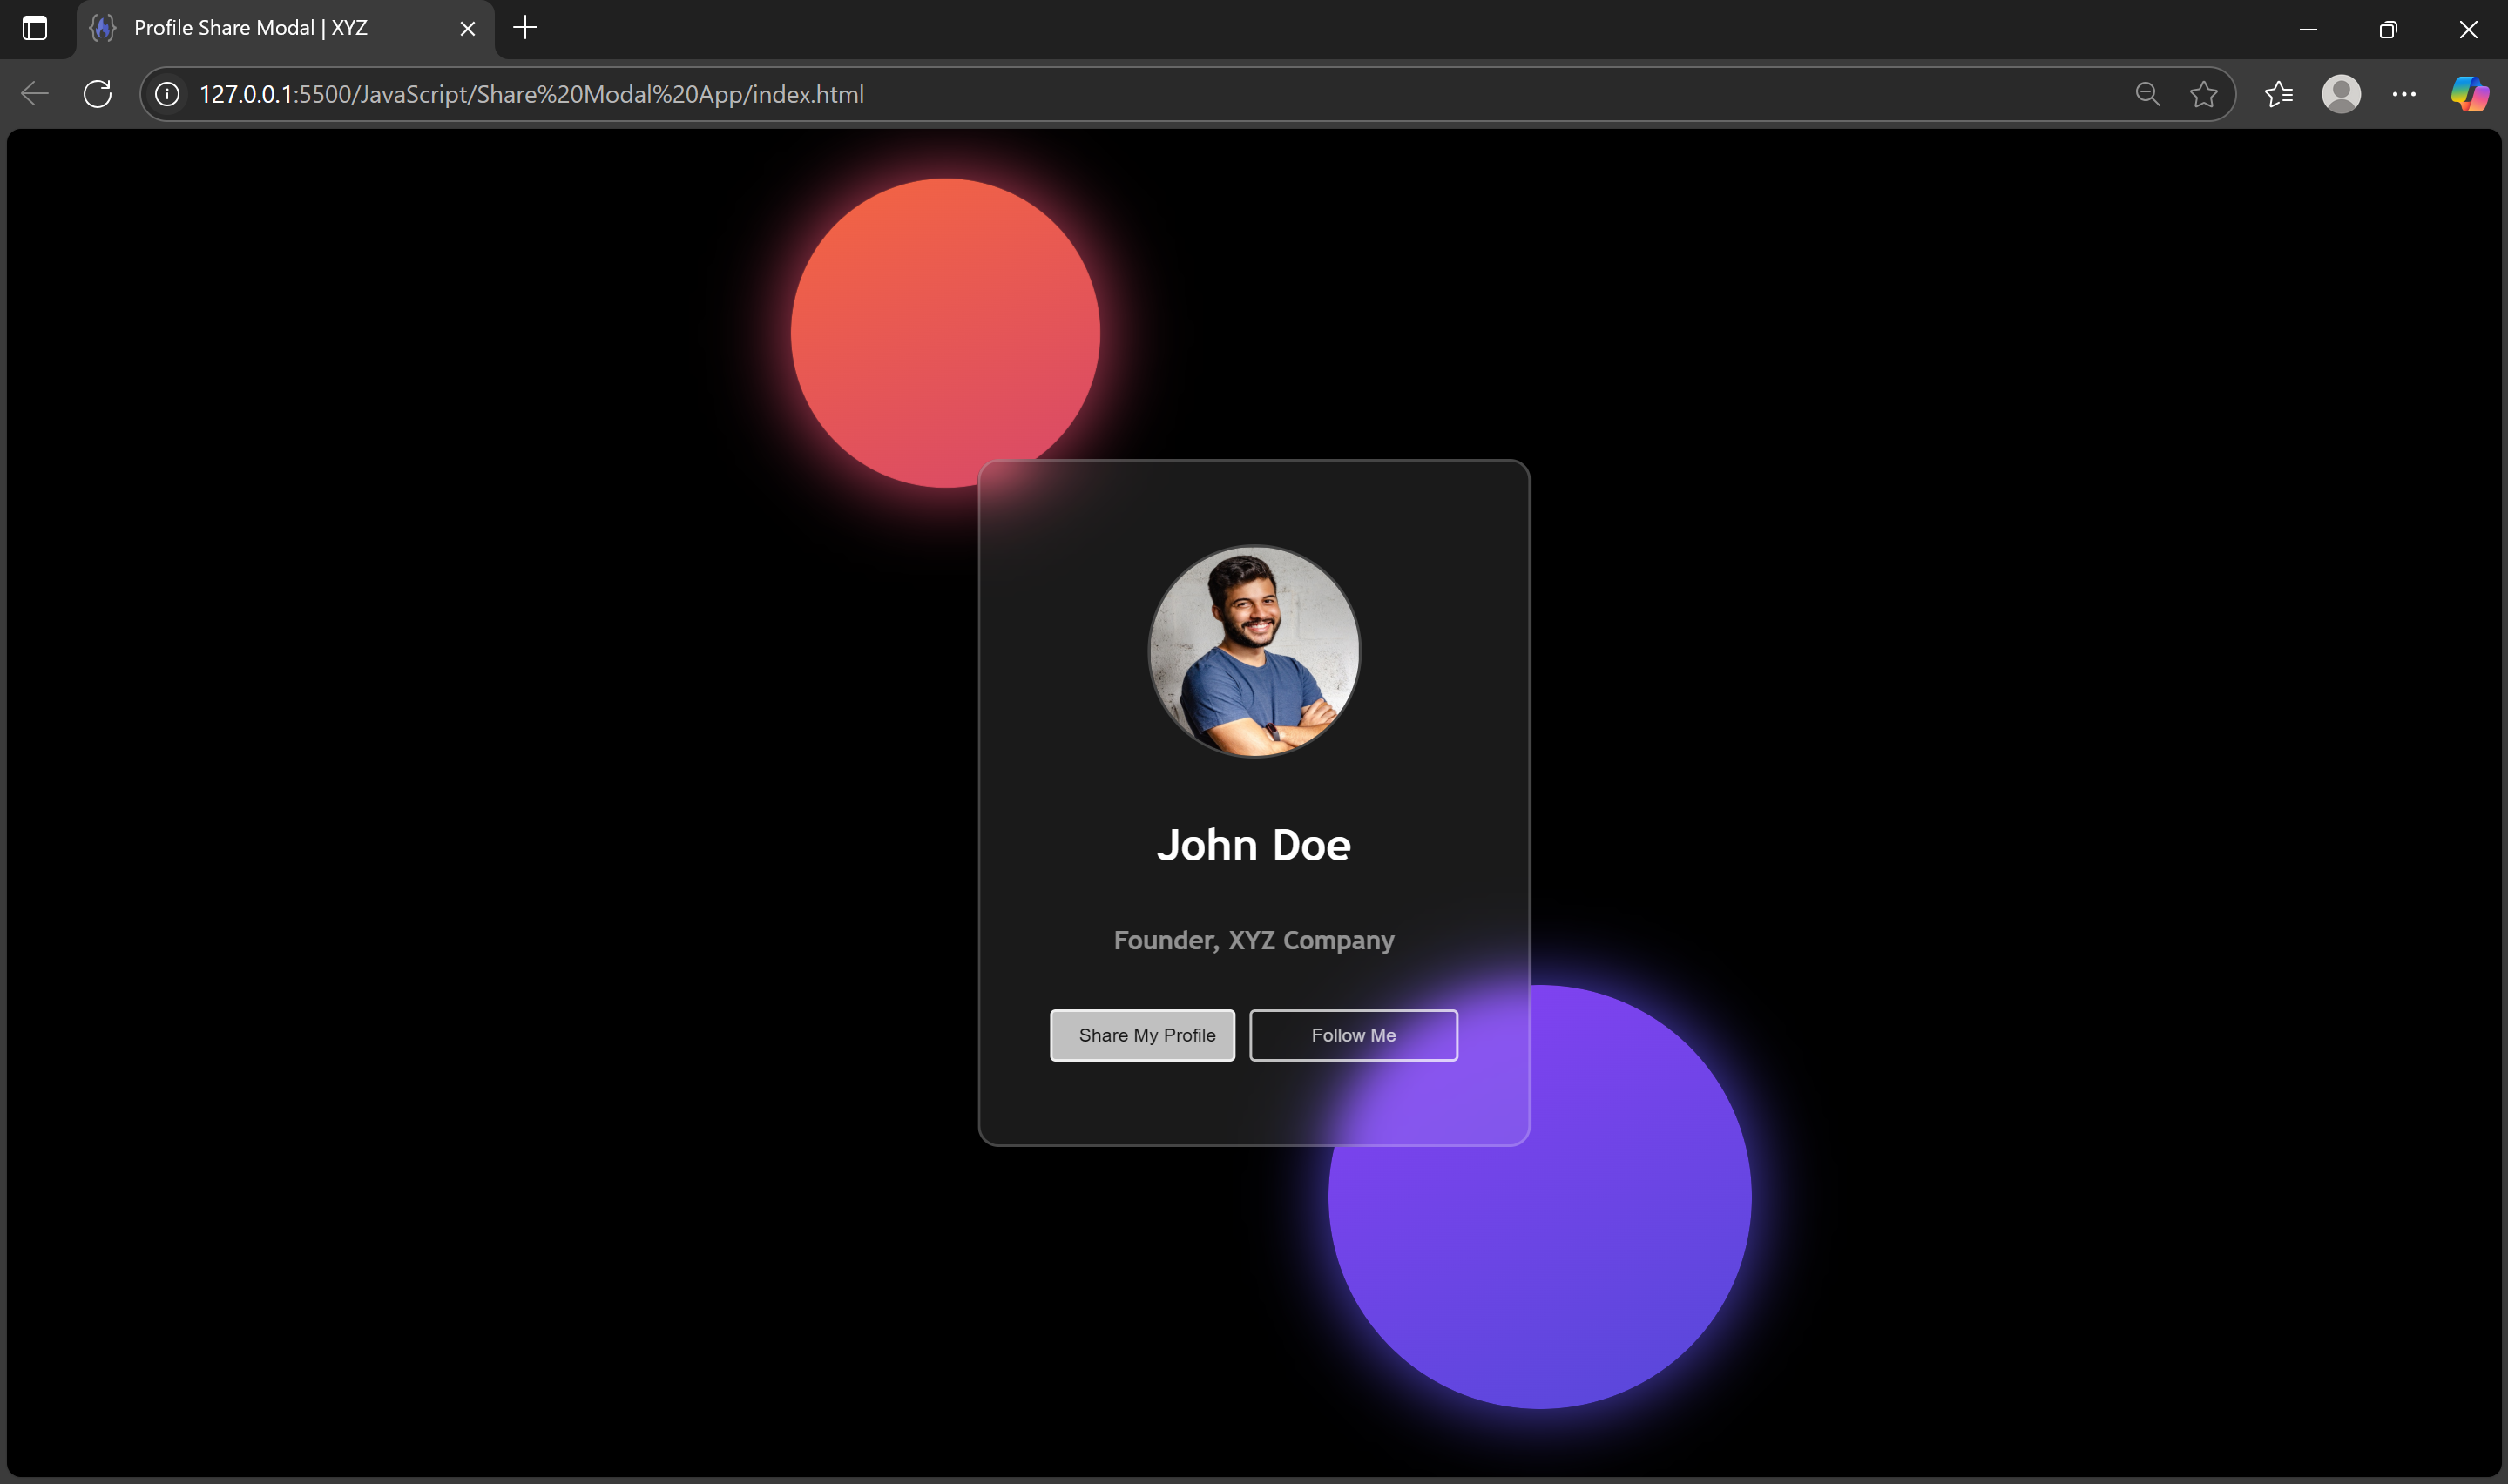 Profile Share Modal | XYZ
127.0.0.1:5500/JavaScript/Share%20Modal%20App/index.html
John Doe
Founder, XYZ Company
Share My Profile
Follow Me